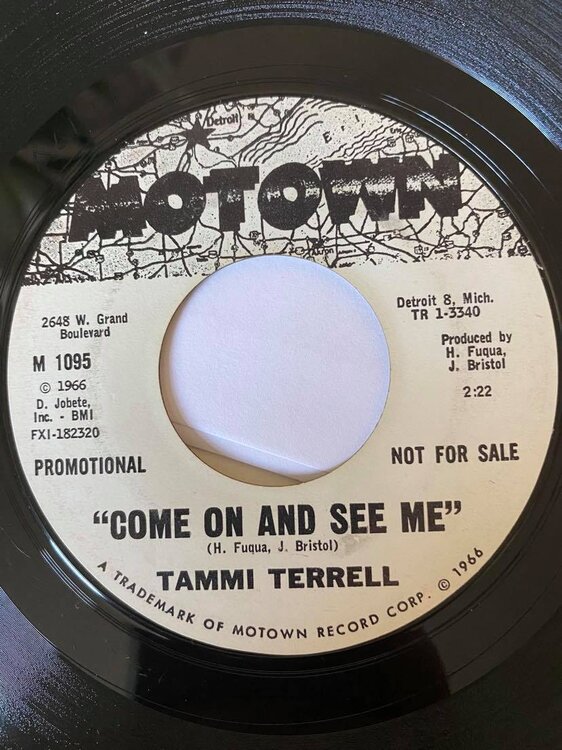 Detroit
MOTOWN
2648 W. Grand
Boulevard
M 1095
© 1966
D. Jobete,
Inc. - BMI
FXI-182320
PROMOTIONAL
Detroit 8, Mich.
TR 1-3340
Produced by
H. Fuqua,
J. Bristol
2:22
NOT FOR SALE
"COME ON AND SEE ME"
(H. Fuqua, J. Bristol)
TAMMI TERRELL
A TRADEMARK OF MOTOWN RECORD CORP. © 1966